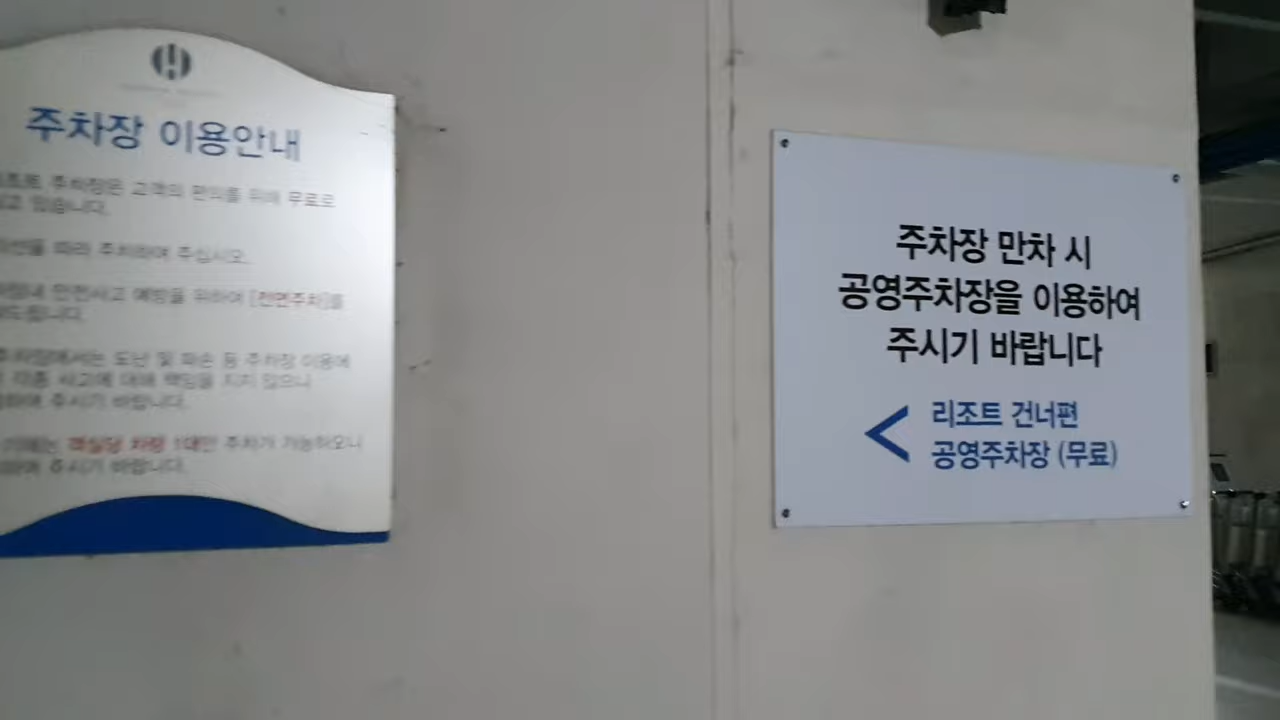 주차장 이용안내
주차장은 고객의 편의를 위해 무료로
있습니다.
따라 주차하여 주십시오.
안전사고 예방을 위하여 [전면주차]를
도난 및 파손 등 주차장 이용에
사고에 대해 책임을 지지 않으니
주시기 바랍니다.
객실당 차량 1대만 주차가 가능하오니
주시기 바랍니다.
주차장 만차 시
공영주차장을 이용하여
주시기 바랍니다
< 리조트 건너편
공영주차장 (무료)